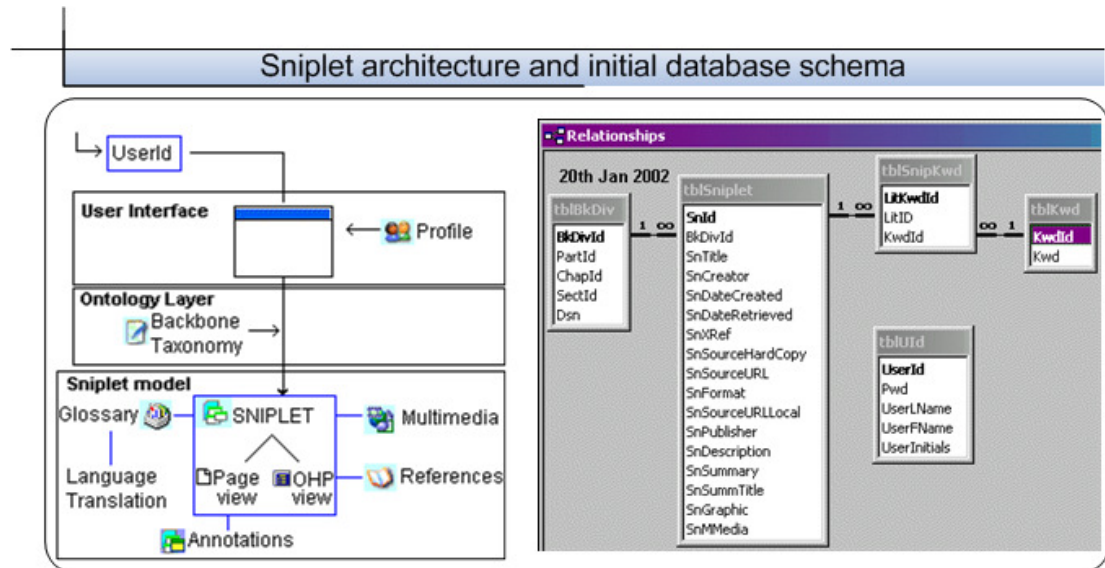 Sniplet architecture and initial database schema
UserId
User Interface
Profile
Ontology Layer
Backbone
Taxonomy
Sniplet model
Glossary
SNIPLET
Multimedia
Language
Translation
Page
view
OHP
view
References
Annotations
Relationships
20th Jan 2002
tblBkDiv
BkDivId
PartId
ChapId
SectId
Dsn
1 ∞
tblSniplet
SnId
BkDivId
SnTitle
SnCreator
SnDateCreated
SnDateRetrieved
SnXRef
SnSourceHardCopy
SnSourceURL
SnFormat
SnSourceURLLocal
SnPublisher
SnDescription
SnSummary
SnSummTitle
SnGraphic
SnMMedia
1 ∞
tblSnipKwd
LitKwdId
LitID
KwdId
∞ 1
tblKwd
KwdId
Kwd
tblUId
UserId
Pwd
UserLName
UserFName
UserInitials